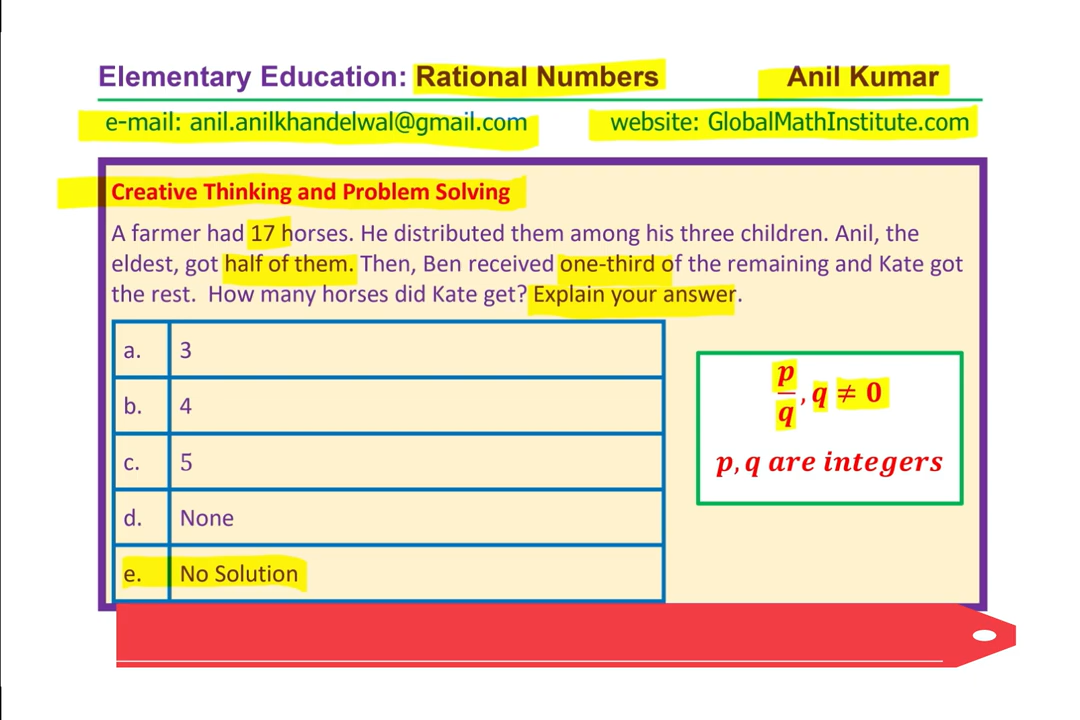 Elementary Education: Rational Numbers Anil Kumar
e-mail: anil.anilkhandelwal@gmail.com website: GlobalMathInstitute.com
Creative Thinking and Problem Solving
A farmer had 17 horses. He distributed them among his three children. Anil, the
eldest, got half of them. Then, Ben received one-third of the remaining and Kate got
the rest. How many horses did Kate get? Explain your answer.
a. 3
b. 4
c. 5
d. None
e. No Solution
p/q, q ≠ 0
p, q are integers